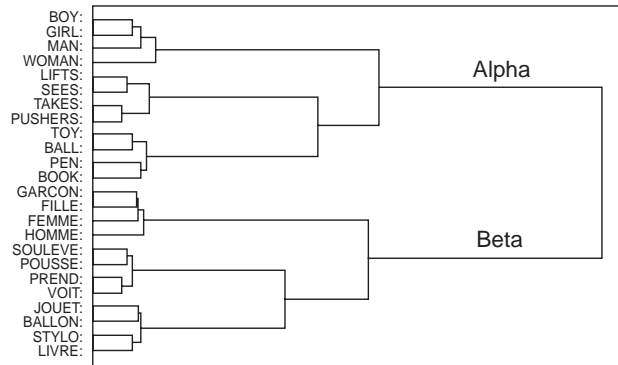 BOY:
GIRL:
MAN:
WOMAN:
LIFTS:
SEES:
TAKES:
PUSHERS:
TOY:
BALL:
PEN:
BOOK:
GARCON:
FILLE:
FEMME:
HOMME:
SOULEVE:
POUSSE:
PREND:
VOIT:
JOUET:
BALLON:
STYLO:
LIVRE:
Alpha
Beta